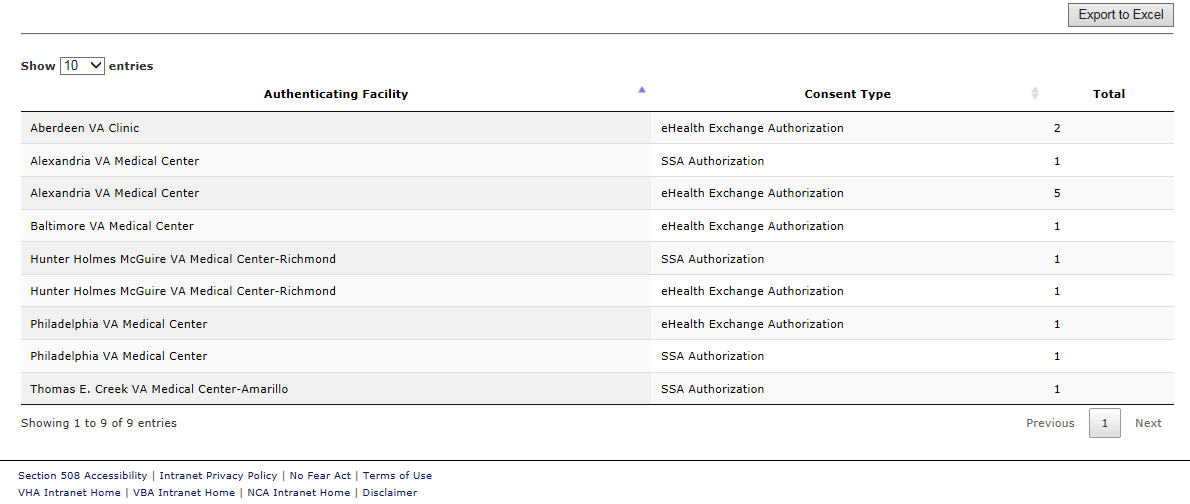 Export to Excel
Show 10 entries
Authenticating Facility Consent Type Total
Aberdeen VA Clinic eHealth Exchange Authorization 2
Alexandria VA Medical Center SSA Authorization 1
Alexandria VA Medical Center eHealth Exchange Authorization 5
Baltimore VA Medical Center eHealth Exchange Authorization 1
Hunter Holmes McGuire VA Medical Center-Richmond SSA Authorization 1
Hunter Holmes McGuire VA Medical Center-Richmond eHealth Exchange Authorization 1
Philadelphia VA Medical Center eHealth Exchange Authorization 1
Philadelphia VA Medical Center SSA Authorization 1
Thomas E. Creek VA Medical Center-Amarillo SSA Authorization 1
Showing 1 to 9 of 9 entries Previous 1 Next
Section 508 Accessibility | Intranet Privacy Policy | No Fear Act | Terms of Use
VHA Intranet Home | VBA Intranet Home | NCA Intranet Home | Disclaimer